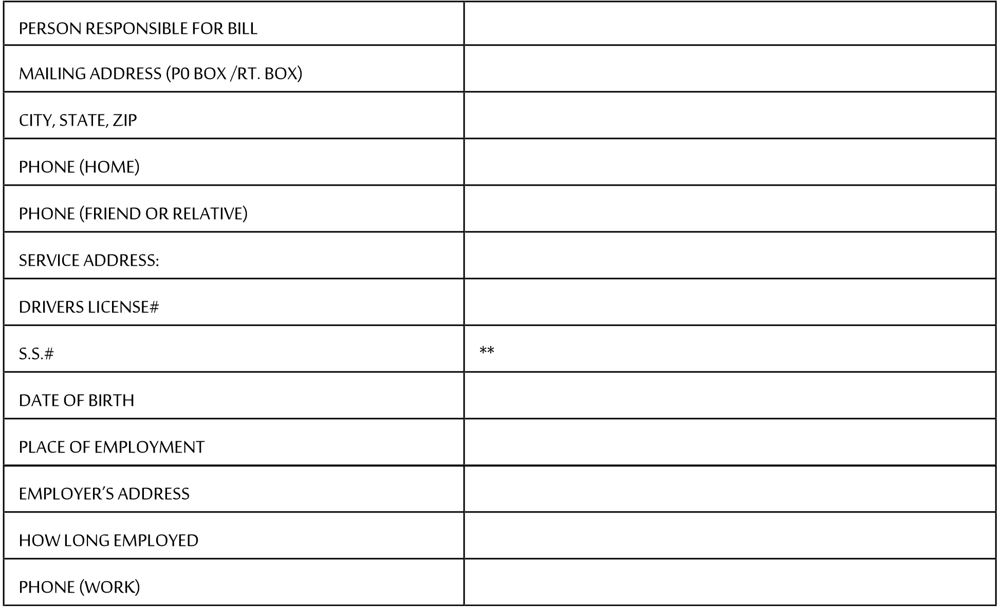 PERSON RESPONSIBLE FOR BILL
MAILING ADDRESS (P0 BOX /RT. BOX)
CITY, STATE, ZIP
PHONE (HOME)
PHONE (FRIEND OR RELATIVE)
SERVICE ADDRESS:
DRIVERS LICENSE#
S.S.# **
DATE OF BIRTH
PLACE OF EMPLOYMENT
EMPLOYER’S ADDRESS
HOW LONG EMPLOYED
PHONE (WORK)